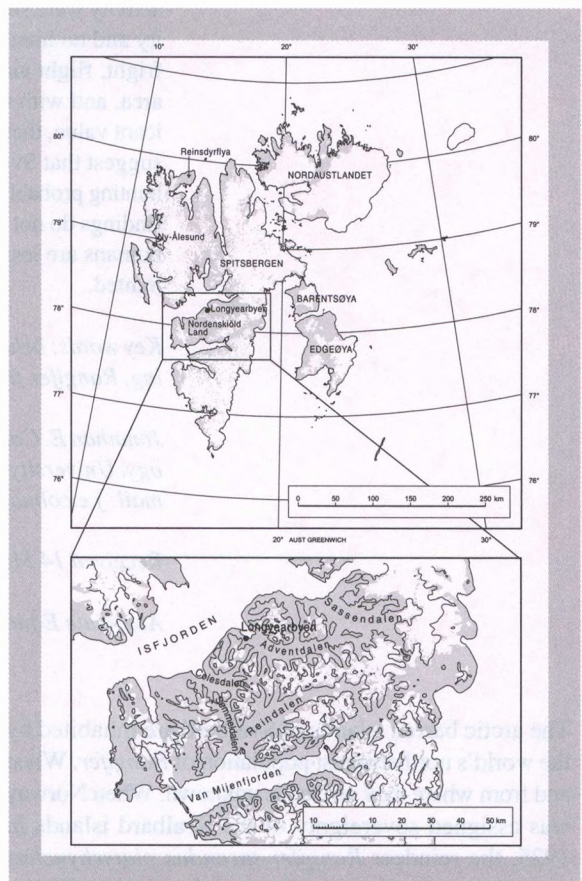 10° 20° 30°
80° 80°
Reinsdyrflya
NORDAUSTLANDET
79° 79°
Ny-Ålesund
SPITSBERGEN
BARENTSØYA
78° Longyearbyen 78°
Nordenskiöld
Land
EDGEØYA
77° 77°
76° 76°
0 50 100 150 200 250 km
20° AUST GREENWICH 30°
Sassendalen
ISFJORDEN
Longyearbyen
Adventdalen
Colesdalen
Reindalen
Van Mijenfjorden
10 0 10 20 30 40 50 km